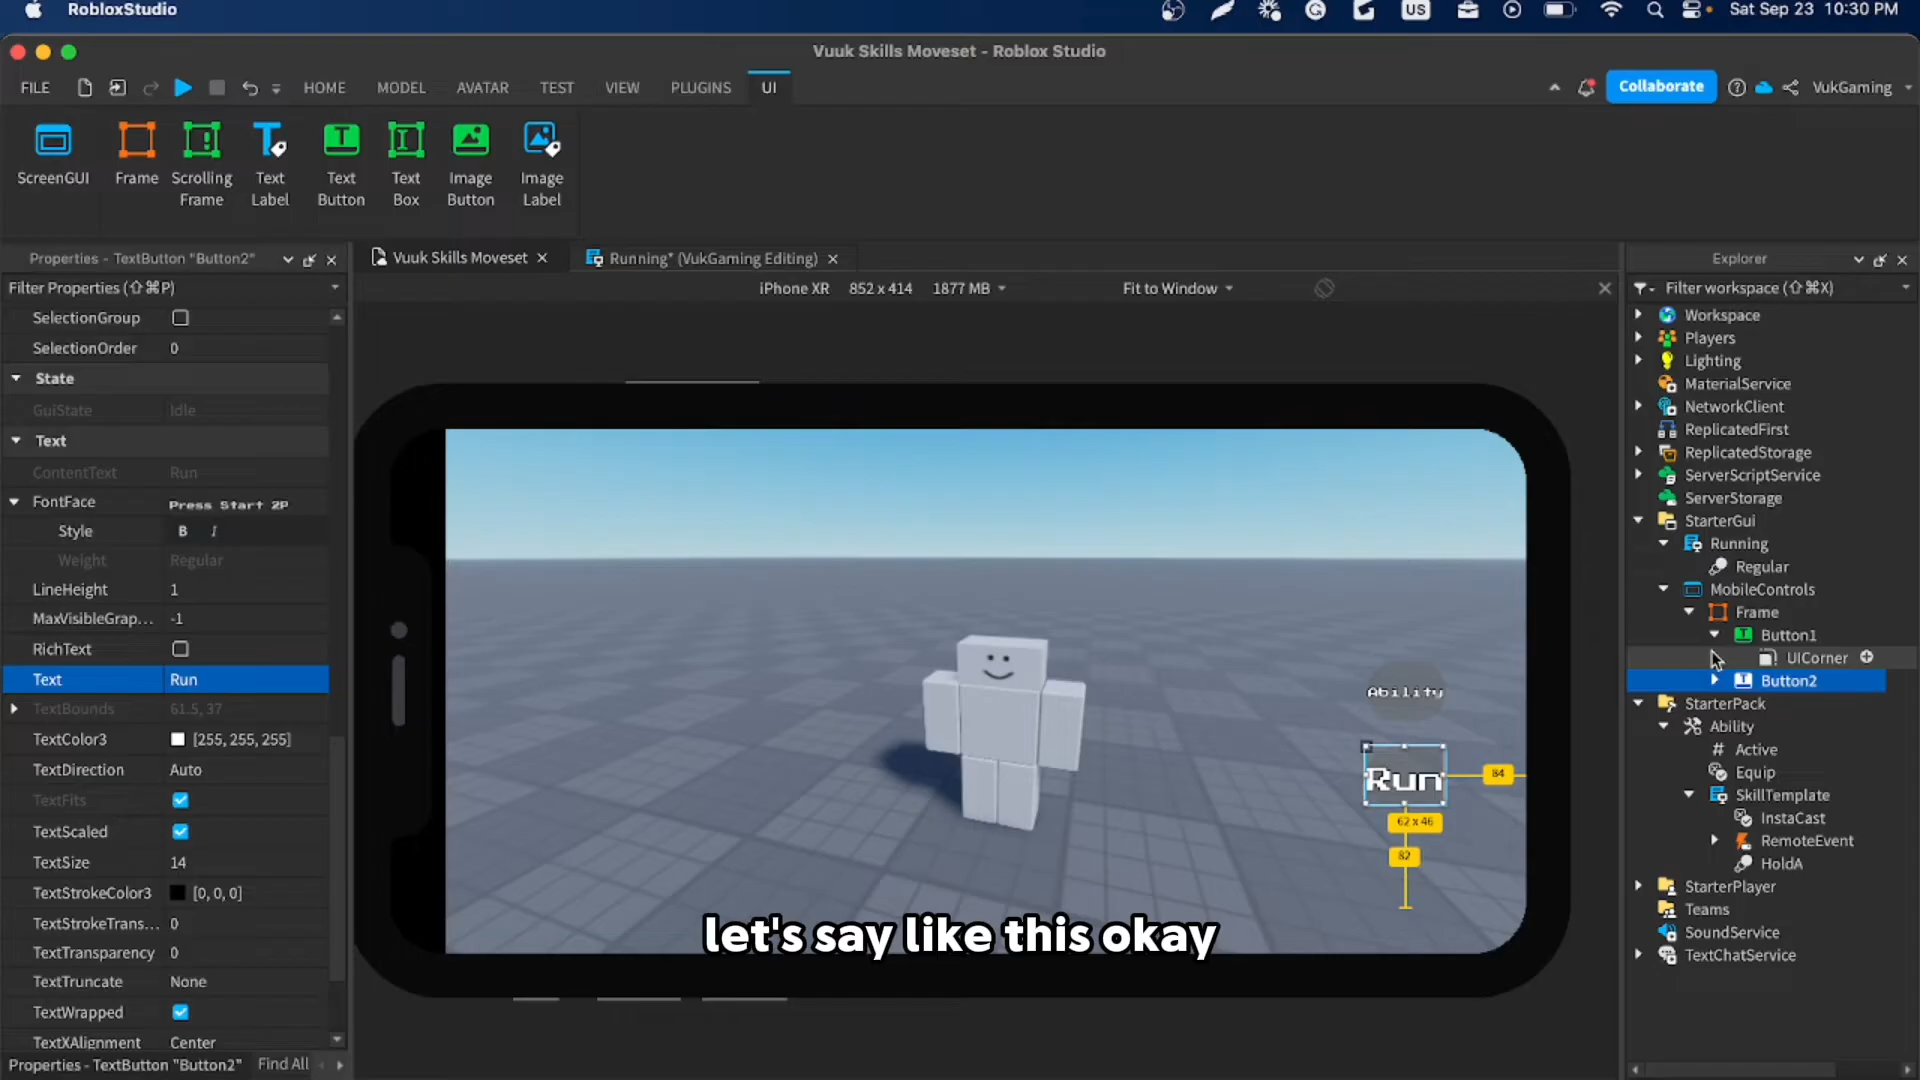 RobloxStudio
US
Sat Sep 23 10:30 PM
Vuuk Skills Moveset - Roblox Studio
FILE
HOME
MODEL
AVATAR
TEST
VIEW
PLUGINS
UI
Collaborate
VukGaming
ScreenGUI
Frame
Scrolling
Frame
Text
Label
Text
Button
Text
Box
Image
Button
Image
Label
Properties - TextButton "Button2"
Filter Properties (⇧⌘P)
SelectionGroup
SelectionOrder 0
State
GuiState Idle
Text
ContentText Run
FontFace Press Start 2P
Style B I
Weight Regular
LineHeight 1
MaxVisibleGrap... -1
RichText
Text Run
TextBounds 61.5, 37
TextColor3 [255, 255, 255]
TextDirection Auto
TextFits
TextScaled
TextSize 14
TextStrokeColor3 [0, 0, 0]
TextStrokeTrans... 0
TextTransparency 0
TextTruncate None
TextWrapped
TextXAlignment Center
Properties - TextButton "Button2" Find All
Vuuk Skills Moveset
Running* (VukGaming Editing)
iPhone XR 852 x 414 1877 MB
Fit to Window
Ability
Run
84
62 x 46
82
let's say like this okay
Explorer
Filter workspace (⇧⌘X)
Workspace
Players
Lighting
MaterialService
NetworkClient
ReplicatedFirst
ReplicatedStorage
ServerScriptService
ServerStorage
StarterGui
Running
Regular
MobileControls
Frame
Button1
UICorner
Button2
StarterPack
Ability
Active
Equip
SkillTemplate
InstaCast
RemoteEvent
HoldA
StarterPlayer
Teams
SoundService
TextChatService